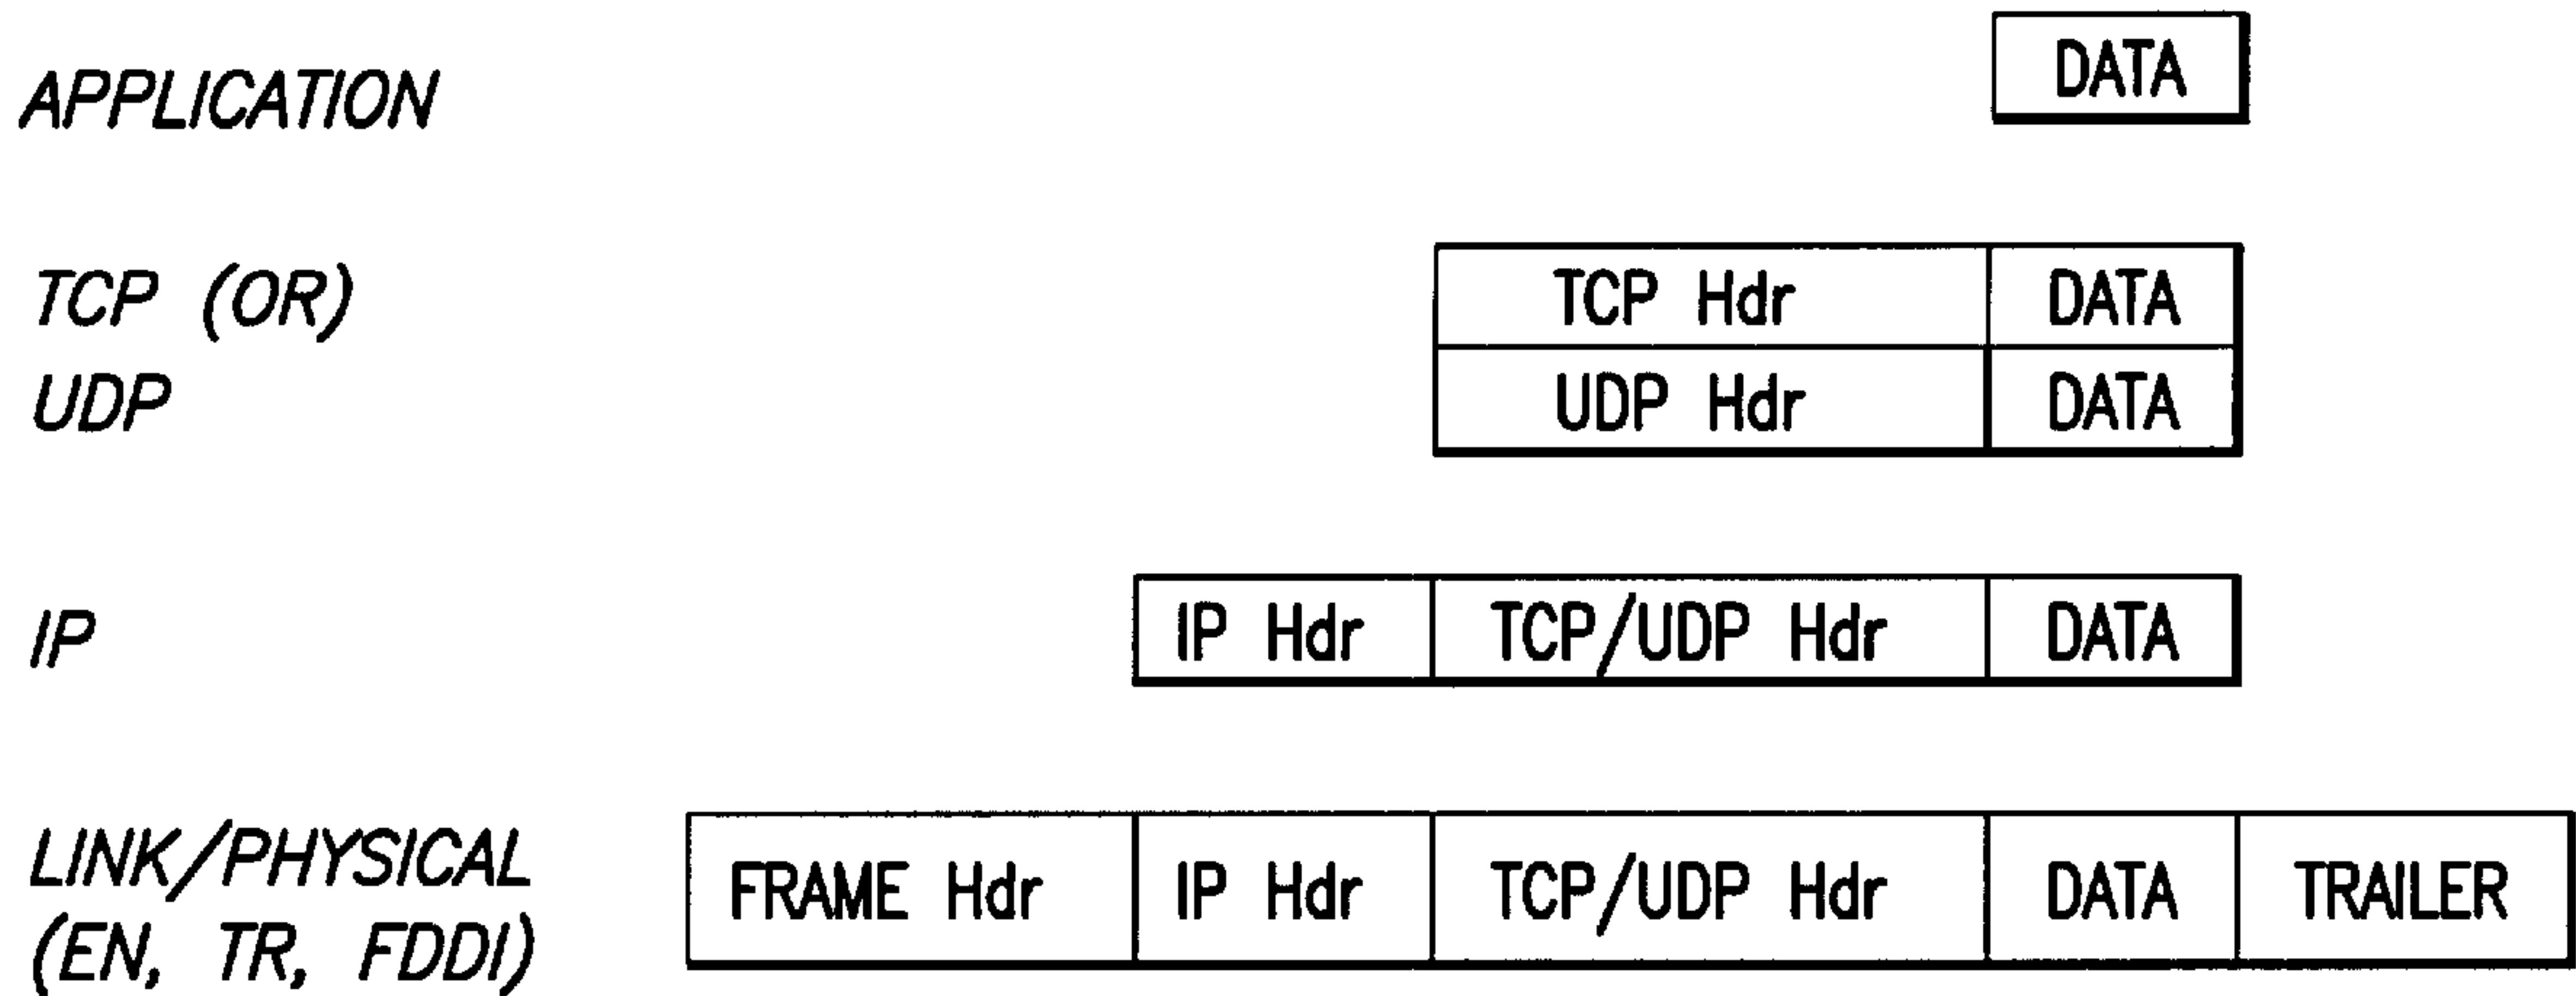 APPLICATION DATA
TCP (OR) TCP Hdr DATA
UDP UDP Hdr DATA
IP IP Hdr TCP/UDP Hdr DATA
LINK/PHYSICAL
(EN, TR, FDDI) FRAME Hdr IP Hdr TCP/UDP Hdr DATA TRAILER